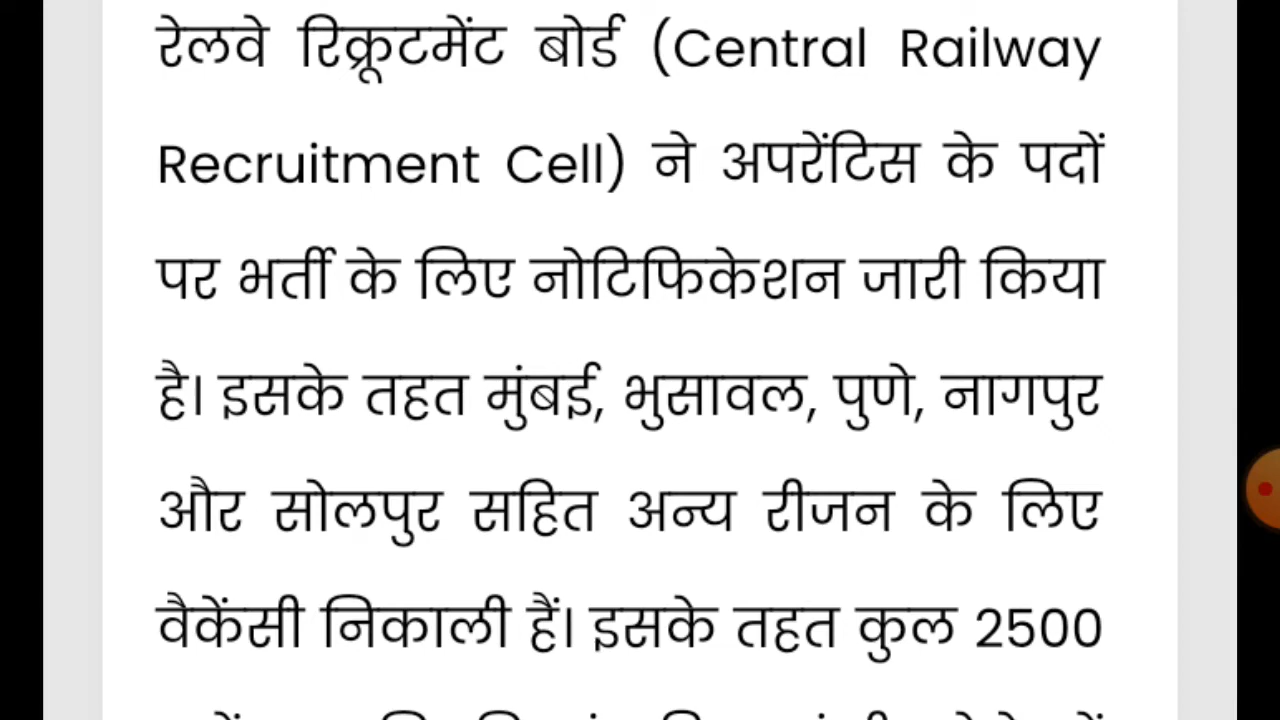 रेलवे रिक्रूटमेंट बोर्ड (Central Railway
Recruitment Cell) ने अपरेंटिस के पदों
पर भर्ती के लिए नोटिफिकेशन जारी किया
है। इसके तहत मुंबई, भुसावल, पुणे, नागपुर
और सोलपुर सहित अन्य रीजन के लिए
वैकेंसी निकाली हैं। इसके तहत कुल 2500